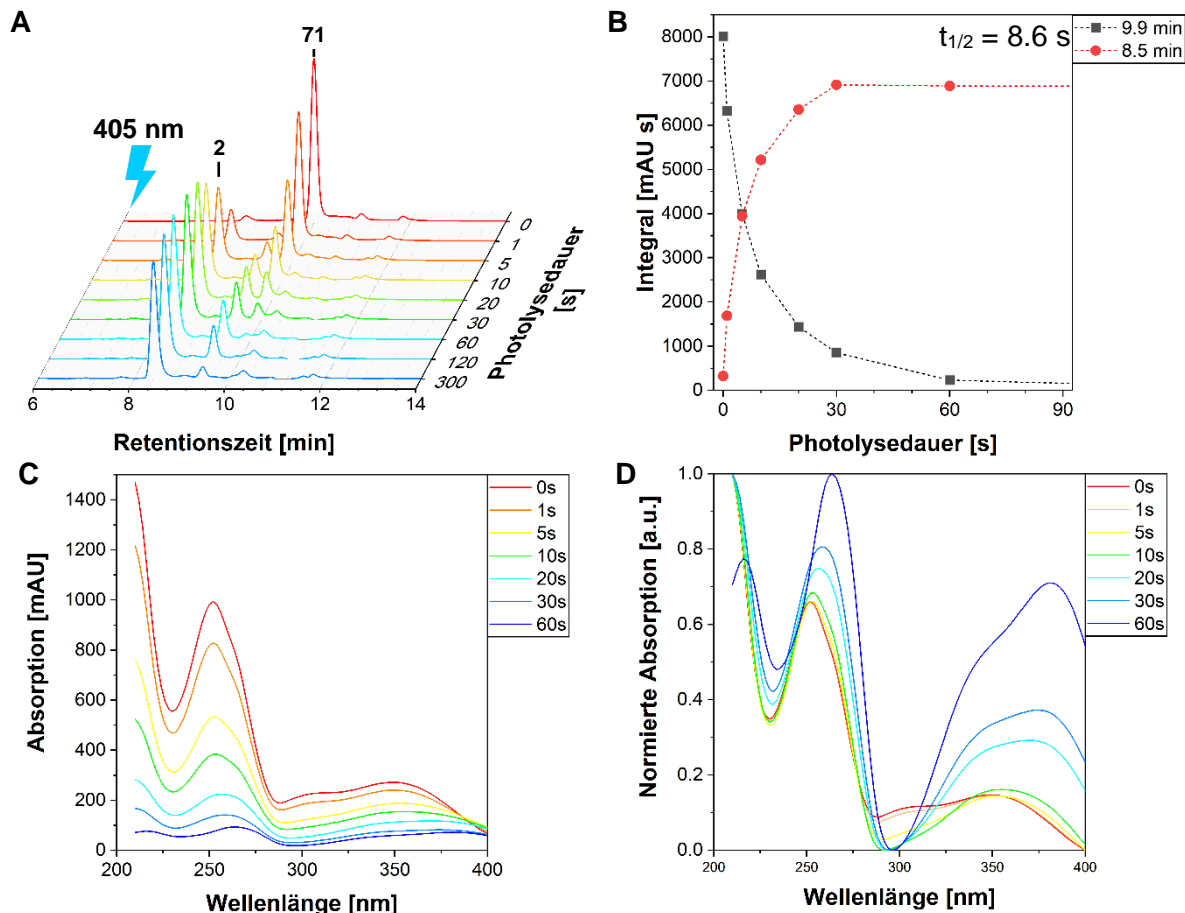 A
71
405 nm
2
0
1
5
10
20
30
60
120
300
Photolysedauer
[s]
6 8 10 12 14
Retentionszeit [min]
B
t1/2 = 8.6 s
9.9 min
8.5 min
8000
7000
6000
5000
4000
3000
2000
1000
0
Integral [mAU s]
0 30 60 90
Photolysedauer [s]
C
0s
1s
5s
10s
20s
30s
60s
1400
1200
1000
800
600
400
200
0
Absorption [mAU]
200 250 300 350 400
Wellenlänge [nm]
D
0s
1s
5s
10s
20s
30s
60s
1.0
0.8
0.6
0.4
0.2
0.0
Normierte Absorption [a.u.]
200 250 300 350 400
Wellenlänge [nm]